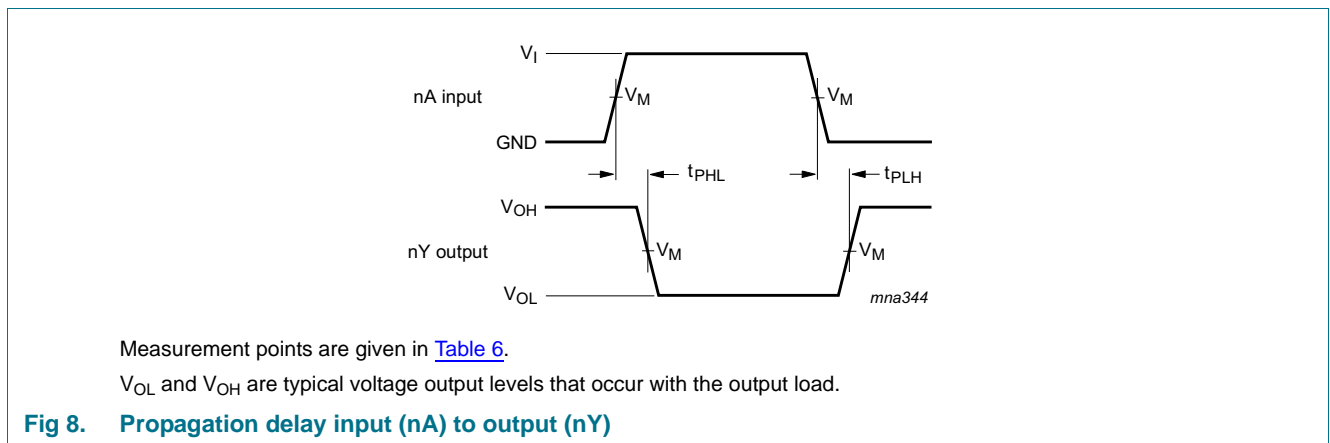 V_I
nA input
V_M V_M
GND
t_PHL t_PLH
V_OH
nY output
V_M V_M
V_OL
mna344
Measurement points are given in Table 6.
V_OL and V_OH are typical voltage output levels that occur with the output load.
Fig 8. Propagation delay input (nA) to output (nY)